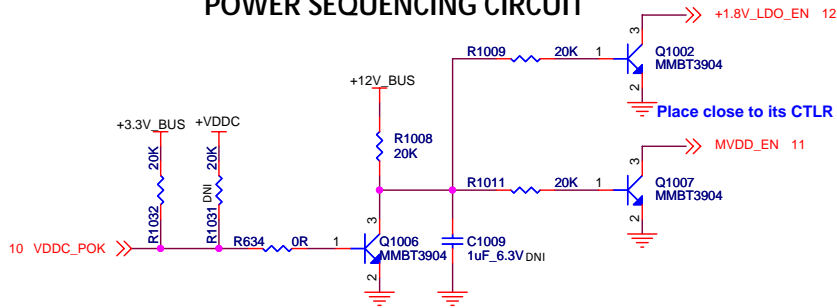 POWER SEQUENCING CIRCUIT
+1.8V_LDO_EN 12
R1009 20K 1 3 Q1002
MMBT3904
2
+12V_BUS
Place close to its CTLR
+3.3V_BUS +VDDC
R1008
20K
MVDD_EN 11
20K
R1032
20K
DNI
R1031
R1011 20K 1 3 Q1007
MMBT3904
2
10 VDDC_POK
R634 0R 1 3 Q1006
MMBT3904
2
C1009
1uF_6.3V DNI